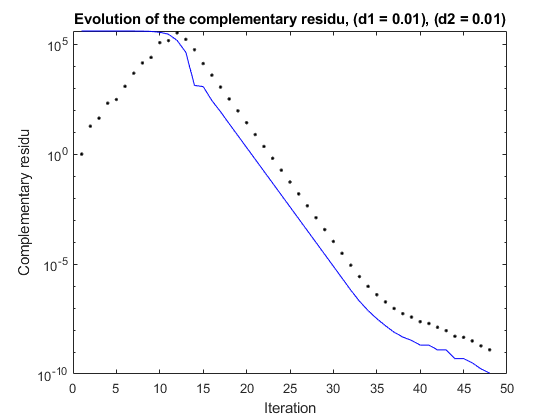 Evolution of the complementary residu, (d1 = 0.01), (d2 = 0.01)
10^5
10^0
10^-5
10^-10
Complementary residu
0 5 10 15 20 25 30 35 40 45 50
Iteration